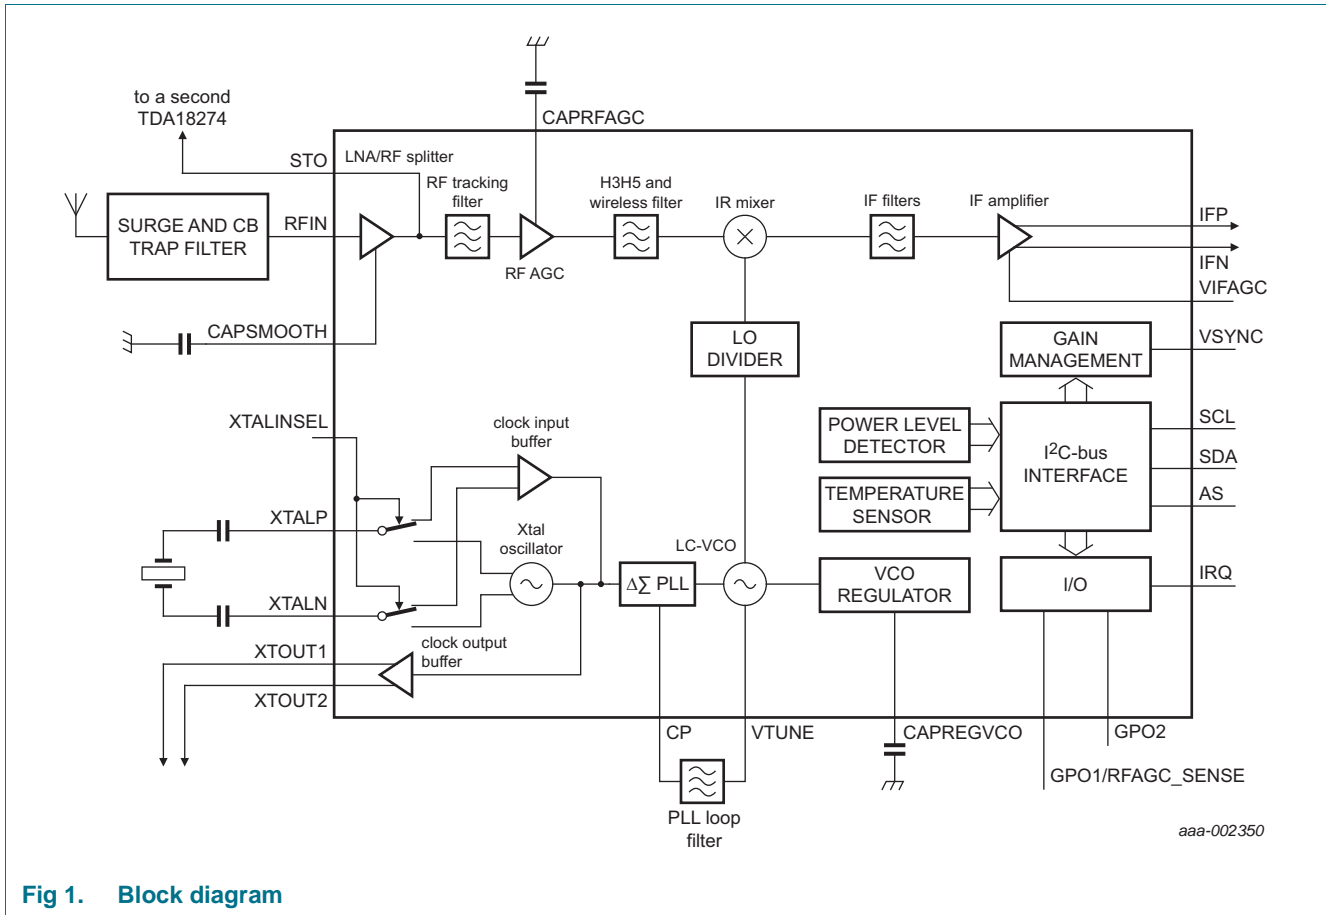 to a second
TDA18274
CAPRFAGC
STO
LNA/RF splitter
RF tracking
filter
H3H5 and
wireless filter
IR mixer
IF filters
IF amplifier
SURGE AND CB
TRAP FILTER
RFIN
RF AGC
IFP
IFN
VIFAGC
CAPSMOOTH
LO
DIVIDER
GAIN
MANAGEMENT
VSYNC
XTALINSEL
clock input
buffer
POWER LEVEL
DETECTOR
I²C-bus
INTERFACE
SCL
SDA
AS
TEMPERATURE
SENSOR
XTALP
Xtal
oscillator
LC-VCO
XTALN
ΔΣ PLL
VCO
REGULATOR
I/O
IRQ
XTOUT1
clock output
buffer
XTOUT2
CP
VTUNE
CAPREGVCO
GPO2
GPO1/RFAGC_SENSE
PLL loop
filter
aaa-002350
Fig 1. Block diagram